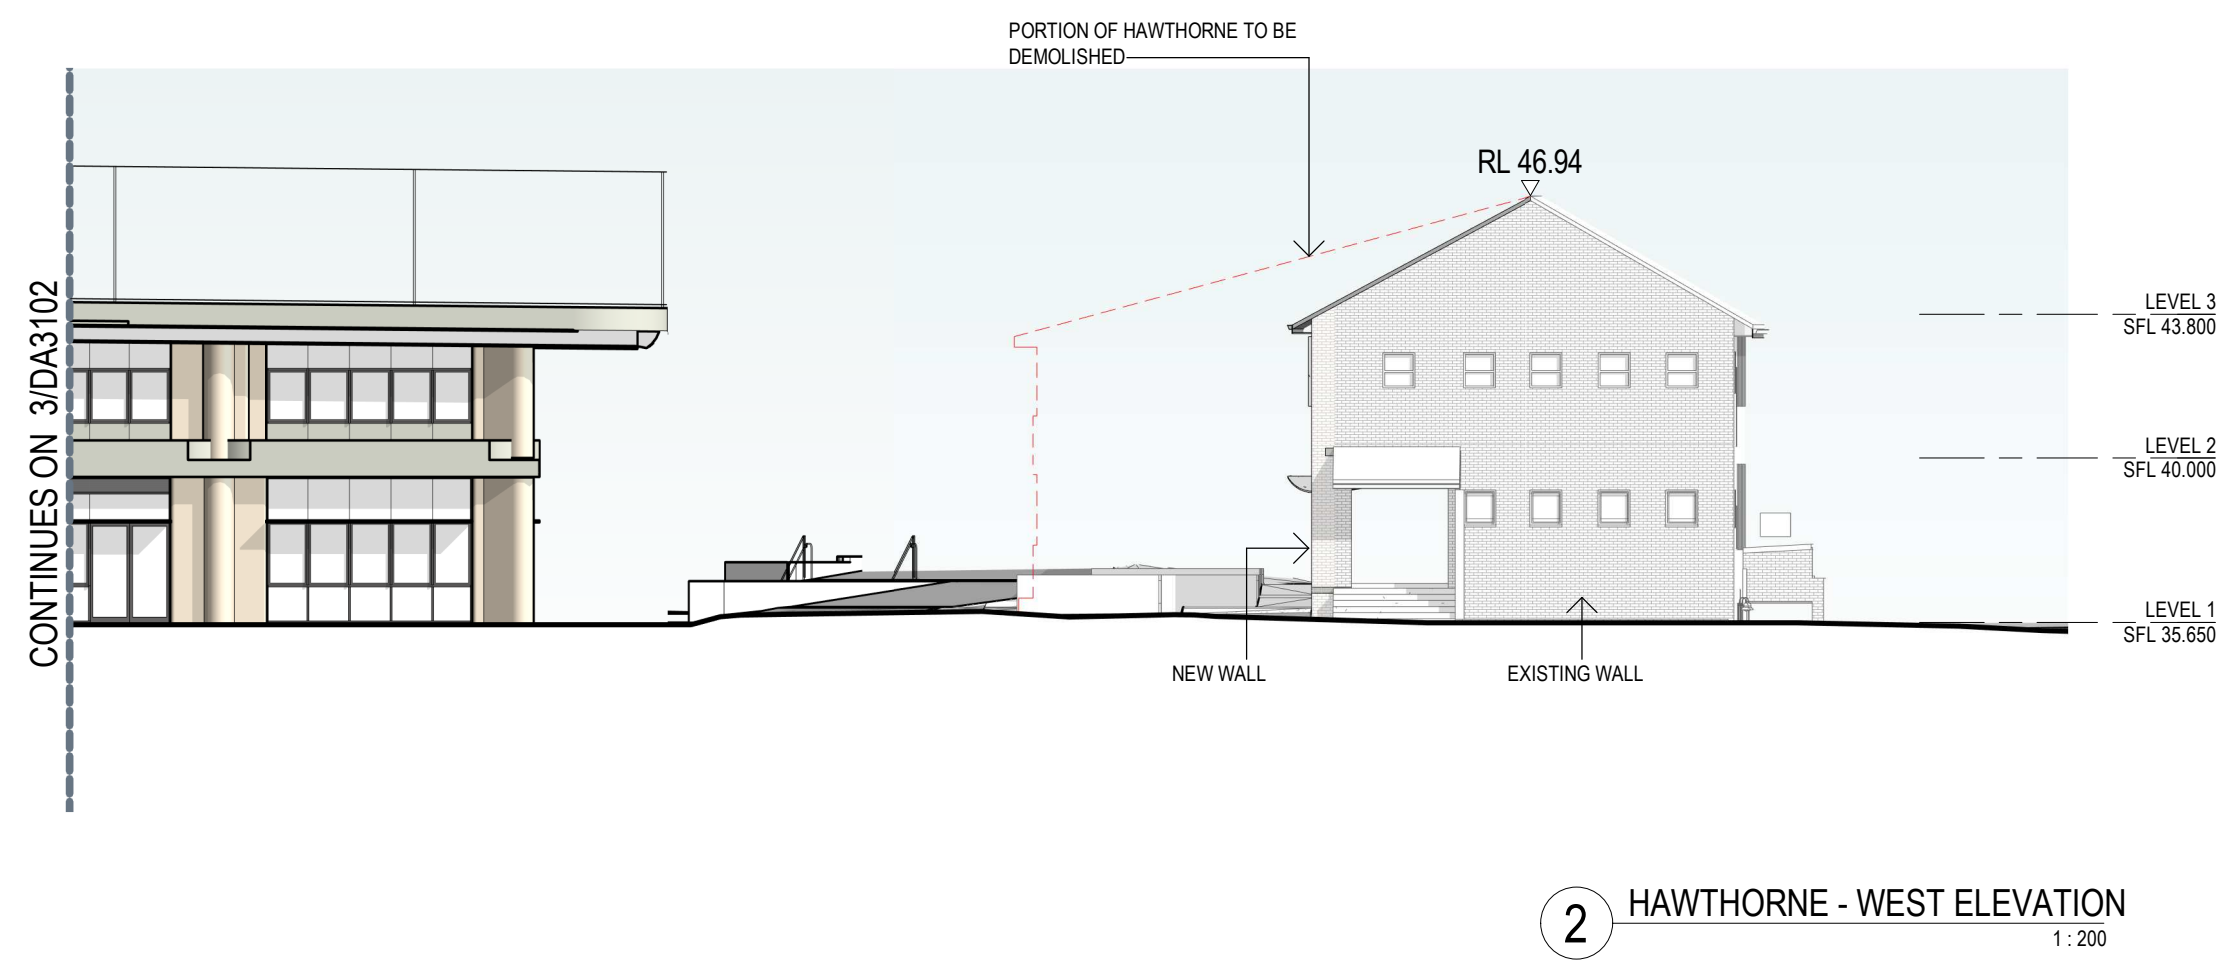 PORTION OF HAWTHORNE TO BE
DEMOLISHED
RL 46.94
CONTINUES ON 3/DA3102
LEVEL 3
SFL 43.800
LEVEL 2
SFL 40.000
LEVEL 1
SFL 35.650
NEW WALL
EXISTING WALL
2
HAWTHORNE - WEST ELEVATION
1 : 200